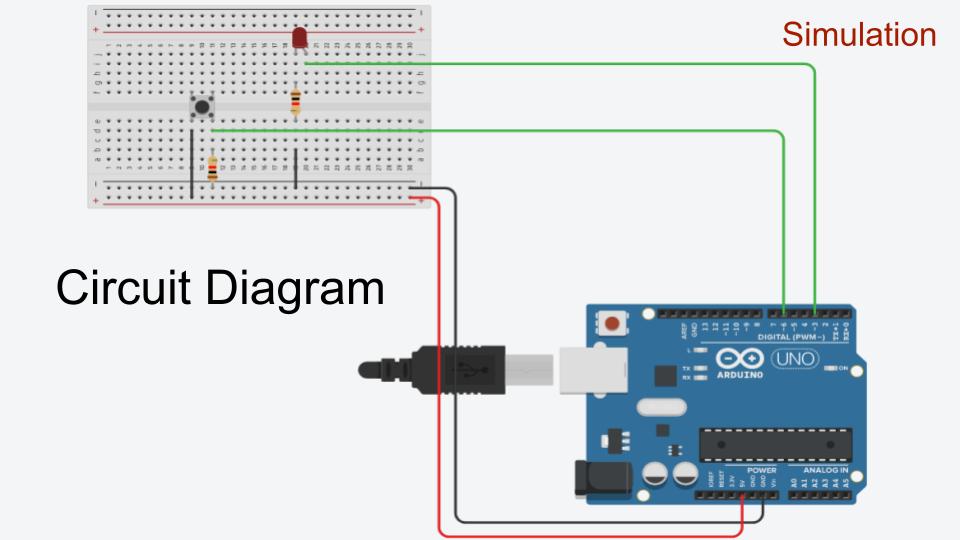 Simulation
Circuit Diagram
AREF
GND
13
12
~11
~10
~9
8
7
~6
~5
4
~3
2
TX→1
RX←0
DIGITAL (PWM~)
L
TX
RX
ARDUINO
UNO
ON
POWER
ANALOG IN
IOREF
RESET
3.3V
5V
GND
GND
Vin
A0
A1
A2
A3
A4
A5